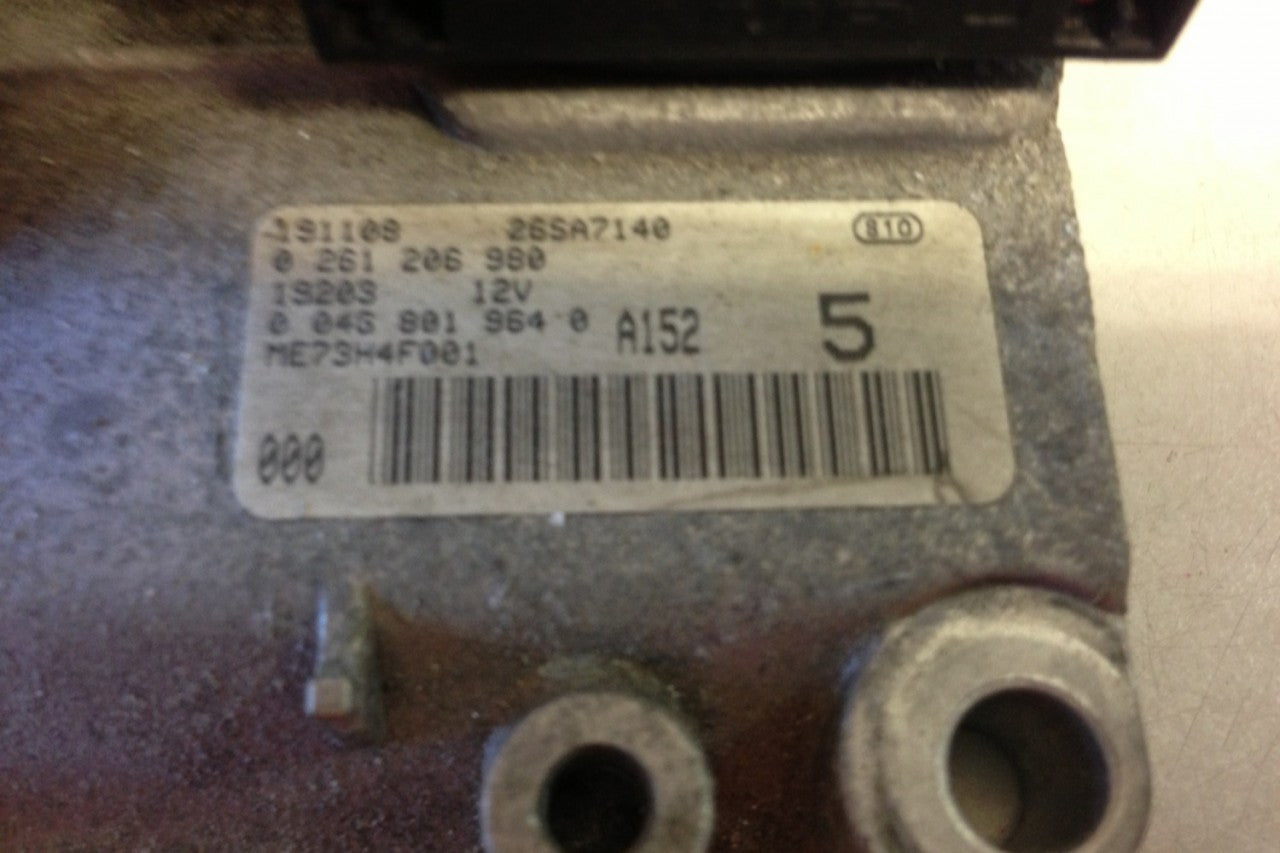 191108 26SA7140 810
0 261 206 980
19203 12V
0 045 801 964 0 A152 5
ME73H4F001
000